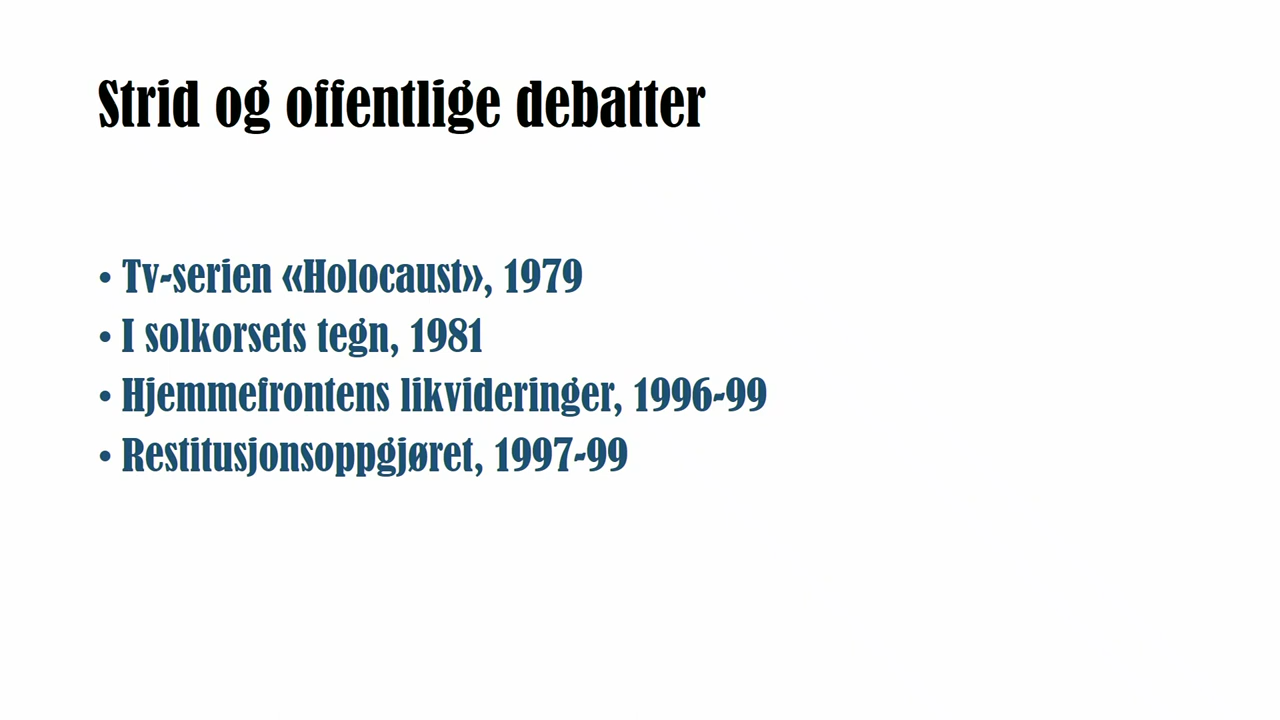 Strid og offentlige debatter
• Tv-serien «Holocaust», 1979
• I solkorsets tegn, 1981
• Hjemmefrontens likvideringer, 1996-99
• Restitusjonsoppgjøret, 1997-99